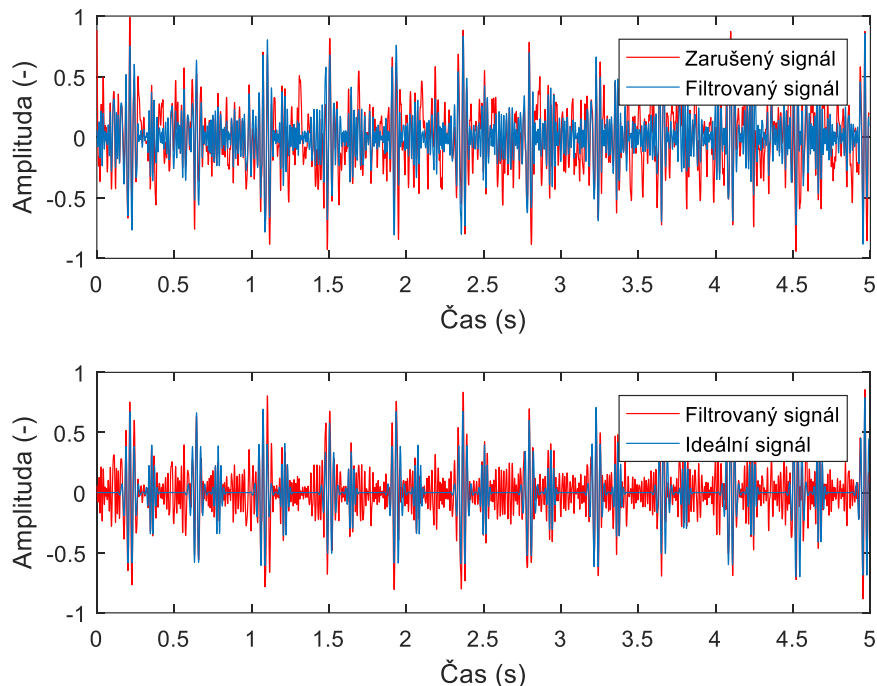 1
0.5
0
-0.5
-1
Amplituda (-)
Zarušený signál
Filtrovaný signál
0 0.5 1 1.5 2 2.5 3 3.5 4 4.5 5
Čas (s)
1
0.5
0
-0.5
-1
Amplituda (-)
Filtrovaný signál
Ideální signál
0 0.5 1 1.5 2 2.5 3 3.5 4 4.5 5
Čas (s)